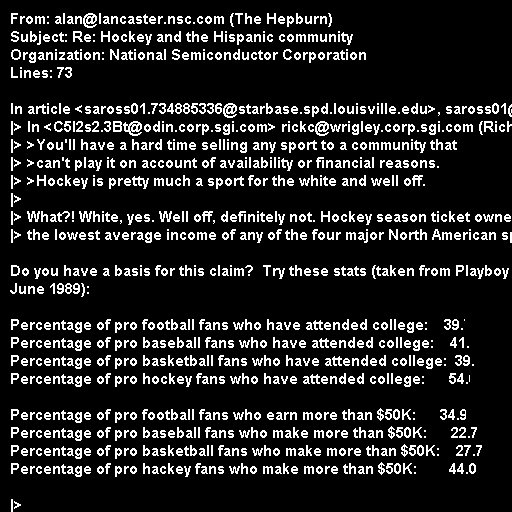 From: alan@lancaster.nsc.com (The Hepburn)
Subject: Re: Hockey and the Hispanic community
Organization: National Semiconductor Corporation
Lines: 73
In article <saross01.734885336@starbase.spd.louisville.edu>, saross01@
|> In <C5l2s2.3Bt@odin.corp.sgi.com> rickc@wrigley.corp.sgi.com (Rich
|> >You'll have a hard time selling any sport to a community that
|> >can't play it on account of availability or financial reasons.
|> >Hockey is pretty much a sport for the white and well off.
|>
|> What?! White, yes. Well off, definitely not. Hockey season ticket owne
|> the lowest average income of any of the four major North American sp
Do you have a basis for this claim? Try these stats (taken from Playboy
June 1989):
Percentage of pro football fans who have attended college: 39.
Percentage of pro baseball fans who have attended college: 41.
Percentage of pro basketball fans who have attended college: 39.
Percentage of pro hockey fans who have attended college: 54.
Percentage of pro football fans who earn more than $50K: 34.9
Percentage of pro baseball fans who make more than $50K: 22.7
Percentage of pro basketball fans who make more than $50K: 27.7
Percentage of pro hackey fans who make more than $50K: 44.0
|>